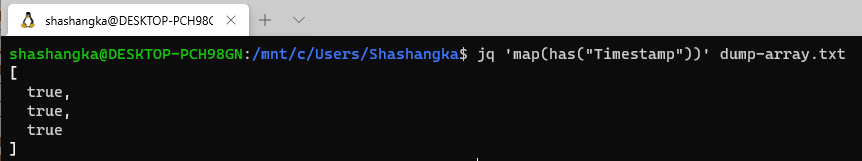 shashangka@DESKTOP-PCH98G
shashangka@DESKTOP-PCH98GN:/mnt/c/Users/Shashangka$ jq 'map(has("Timestamp"))' dump-array.txt
[
  true,
  true,
  true
]